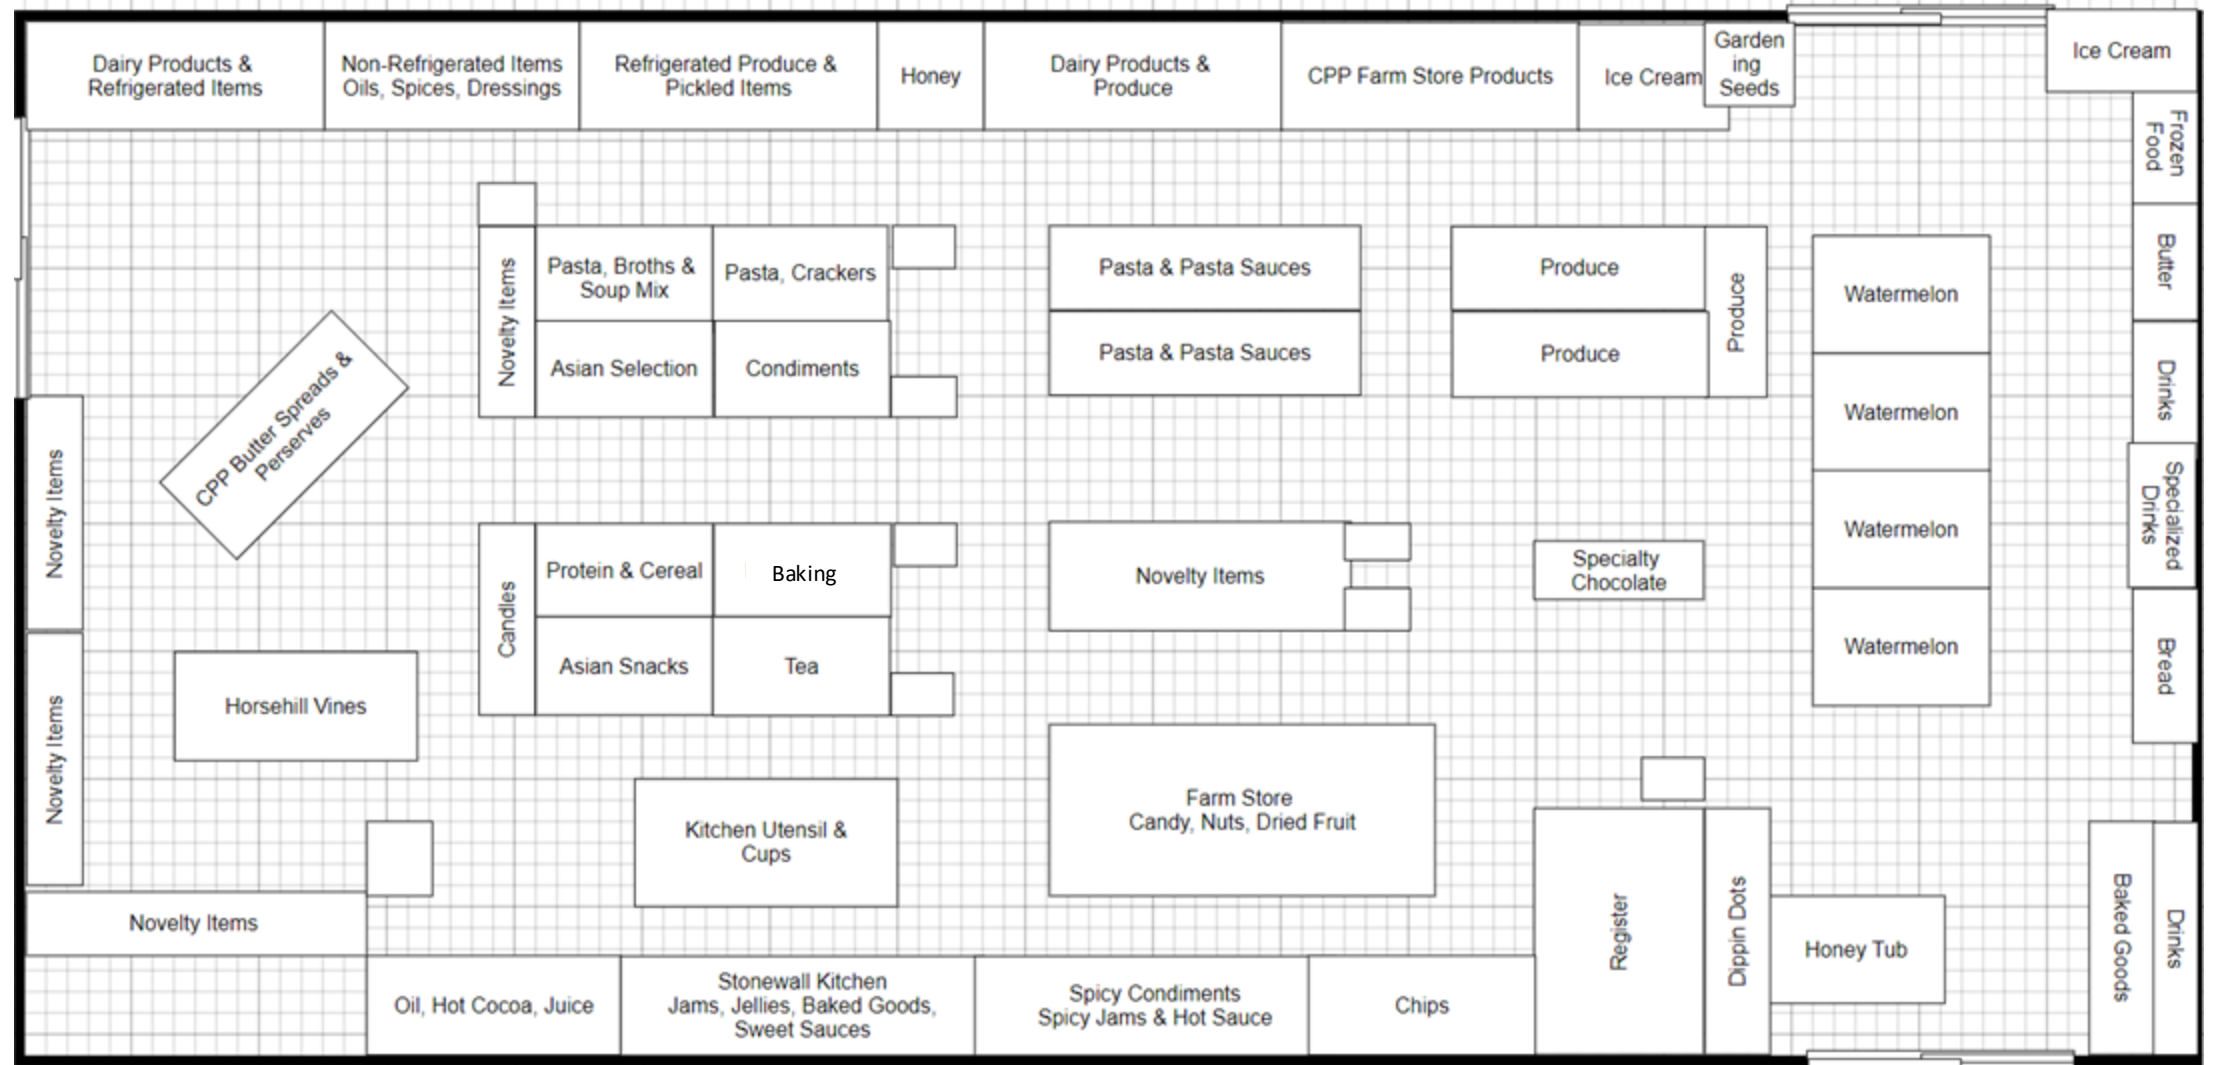 Dairy Products &
Refrigerated Items
Non-Refrigerated Items
Oils, Spices, Dressings
Refrigerated Produce &
Pickled Items
Honey
Dairy Products &
Produce
CPP Farm Store Products
Ice Cream
Garden
ing
Seeds
Ice Cream
Frozen
Food
Butter
Drinks
Specialized
Drinks
Bread
Novelty Items
Pasta, Broths &
Soup Mix
Pasta, Crackers
Asian Selection
Condiments
Pasta & Pasta Sauces
Pasta & Pasta Sauces
Produce
Produce
Produce
Watermelon
Watermelon
Watermelon
Watermelon
CPP Butter Spreads &
Perserves
Novelty Items
Novelty Items
Candles
Protein & Cereal
Baking
Asian Snacks
Tea
Novelty Items
Specialty
Chocolate
Horsehill Vines
Kitchen Utensil &
Cups
Farm Store
Candy, Nuts, Dried Fruit
Novelty Items
Oil, Hot Cocoa, Juice
Stonewall Kitchen
Jams, Jellies, Baked Goods,
Sweet Sauces
Spicy Condiments
Spicy Jams & Hot Sauce
Chips
Register
Dippin Dots
Honey Tub
Baked Goods
Drinks